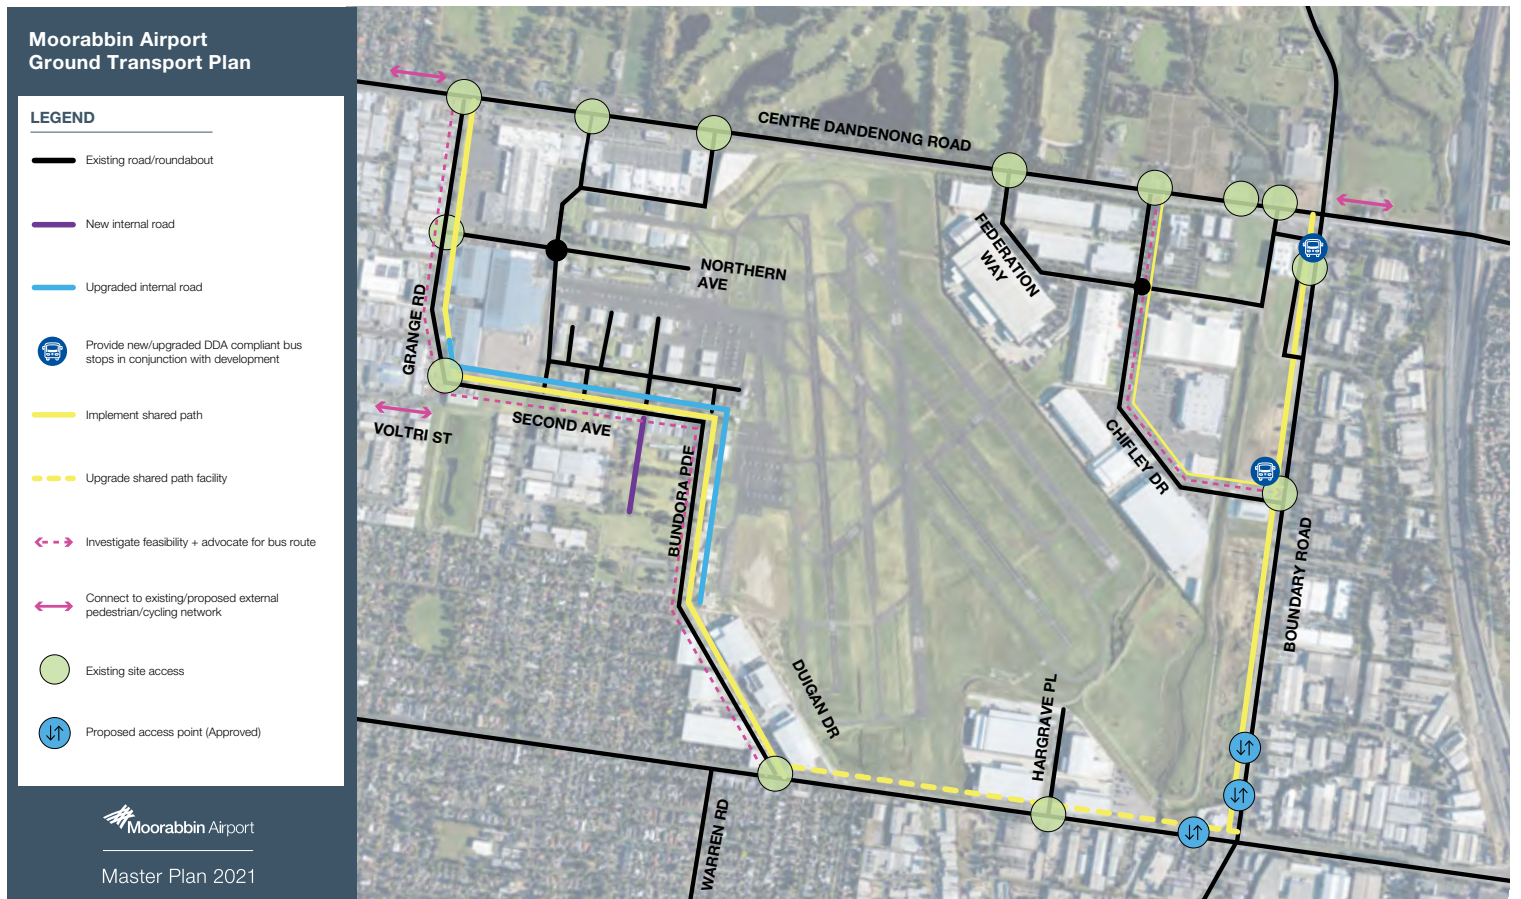 Moorabbin Airport
Ground Transport Plan
LEGEND
Existing road/roundabout
New internal road
Upgraded internal road
Provide new/upgraded DDA compliant bus
stops in conjunction with development
Implement shared path
Upgrade shared path facility
Investigate feasibility + advocate for bus route
Connect to existing/proposed external
pedestrian/cycling network
Existing site access
Proposed access point (Approved)
Moorabbin Airport
Master Plan 2021
CENTRE DANDENONG ROAD
NORTHERN
AVE
FEDERATION
WAY
GRANGE RD
VOLTRI ST
SECOND AVE
BUNDORA PDE
CHIFLEY DR
BOUNDARY ROAD
DUIGAN DR
HARGRAVE PL
WARREN RD